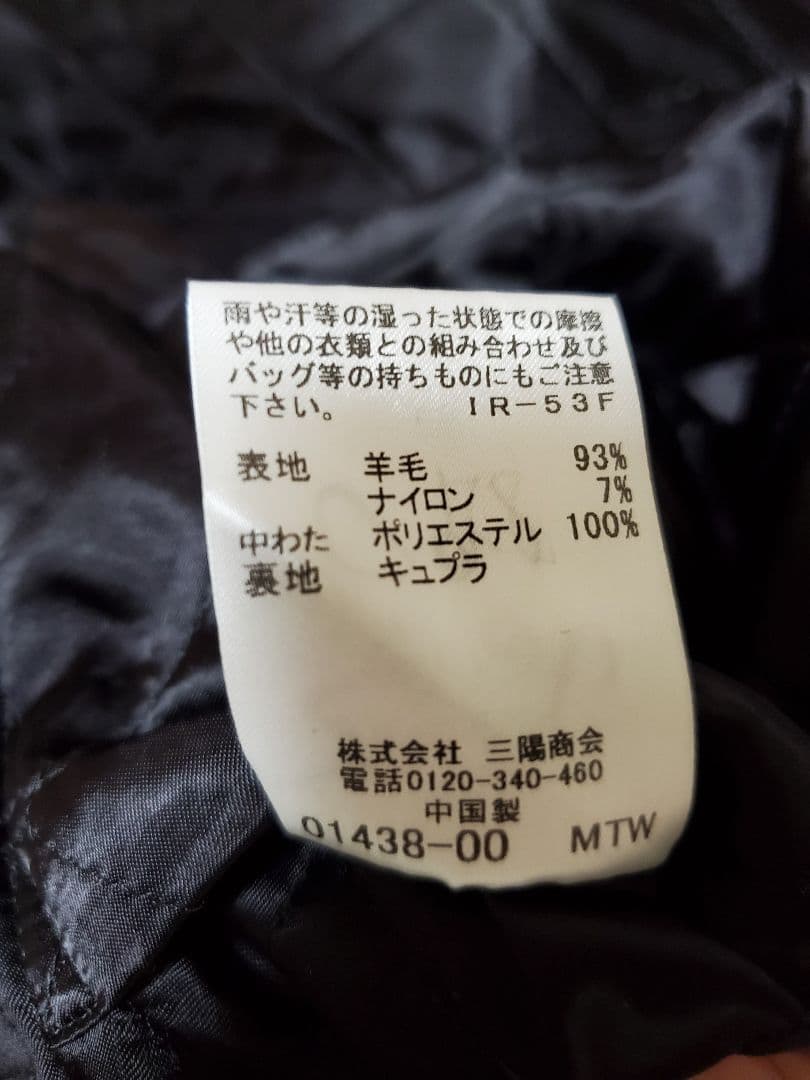 雨や汗等の湿った状態での摩擦
や他の衣類との組み合わせ及び
バッグ等の持ちものにもご注意
下さい。 IR-53F
表地 羊毛 93%
ナイロン 7%
中わた ポリエステル 100%
裏地 キュプラ
株式会社 三陽商会
電話0120-340-460
中国製
01438-00 MTW